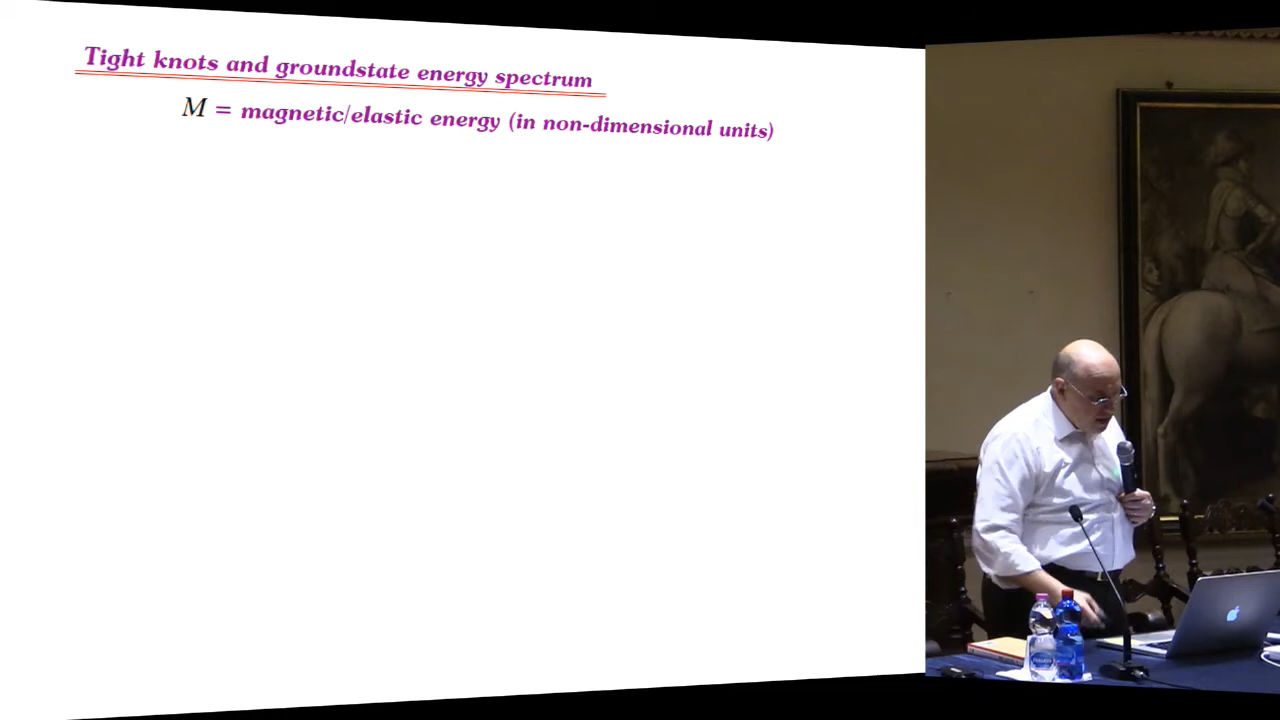 Tight knots and groundstate energy spectrum
M = magnetic/elastic energy (in non-dimensional units)